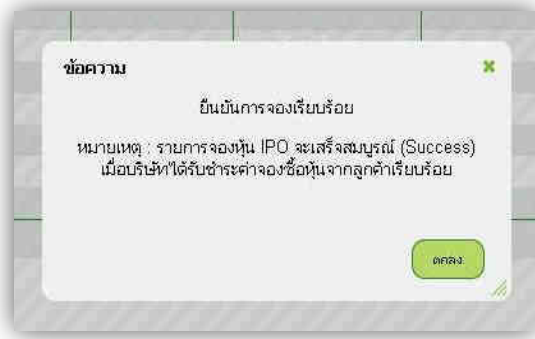 ข้อความ
ยืนยันการจองเรียบร้อย
หมายเหตุ : รายการจองหุ้น IPO จะเสร็จสมบูรณ์ (Success)
เมื่อบริษัทได้รับชำระค่าจองซื้อหุ้นจากลูกค้าเรียบร้อย
ตกลง